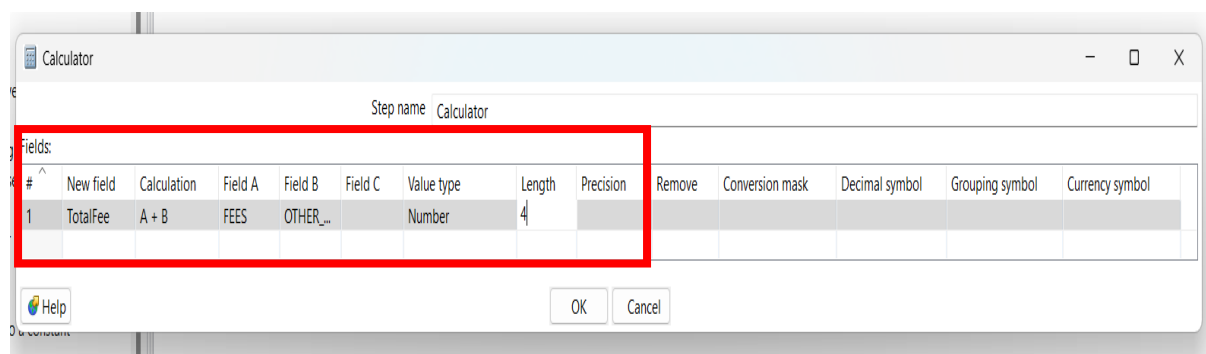 Calculator
Step name Calculator
Fields:
# New field Calculation Field A Field B Field C Value type Length Precision Remove Conversion mask Decimal symbol Grouping symbol Currency symbol
1 TotalFee A + B FEES OTHER_... Number 4
Help OK Cancel
a constant